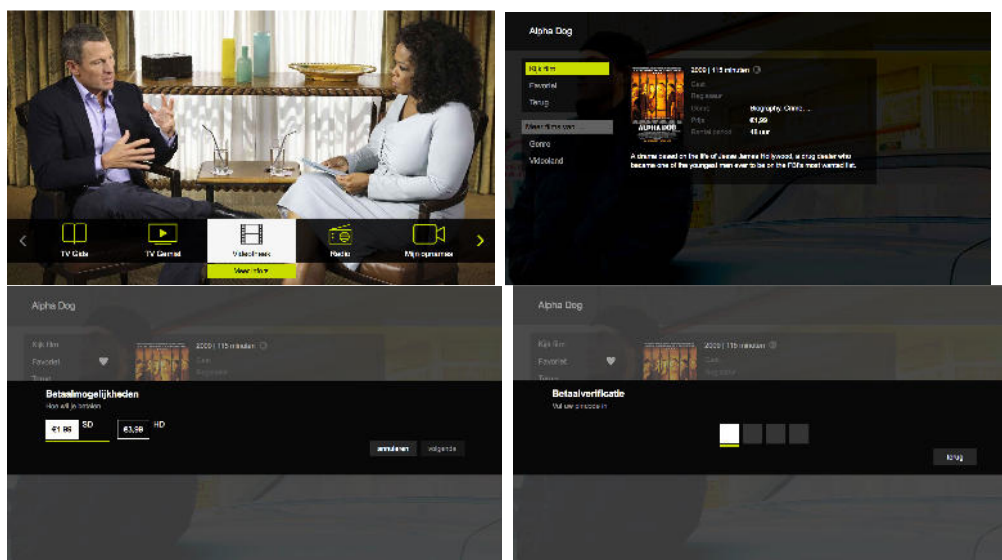 TV Gids
TV Gemist
Videotheek
Radio
Mijn opnames
Meer info's
Alpha Dog
Kijk film
2009 | 115 minuten
Favoriet
Cast
Regisseur
Terug
Genre
Biography, Crime, ...
Prijs
€1,99
ALPHA DOG
Rental period
48 uur
Meer films van ...
Genre
Videoland
A drama based on the life of Jesse James Hollywood, a drug dealer who
became one of the youngest men ever to be on the FBI's most wanted list.
Alpha Dog
Kijk film
2009 | 115 minuten
Favoriet
Cast
Regisseur
Terug
Betaalmogelijkheden
Hoe wil je betalen
€1,99 SD
€3,99 HD
annuleren
volgende
Alpha Dog
Kijk film
2009 | 115 minuten
Favoriet
Cast
Regisseur
Terug
Betaalverificatie
Vul uw pincode in
terug